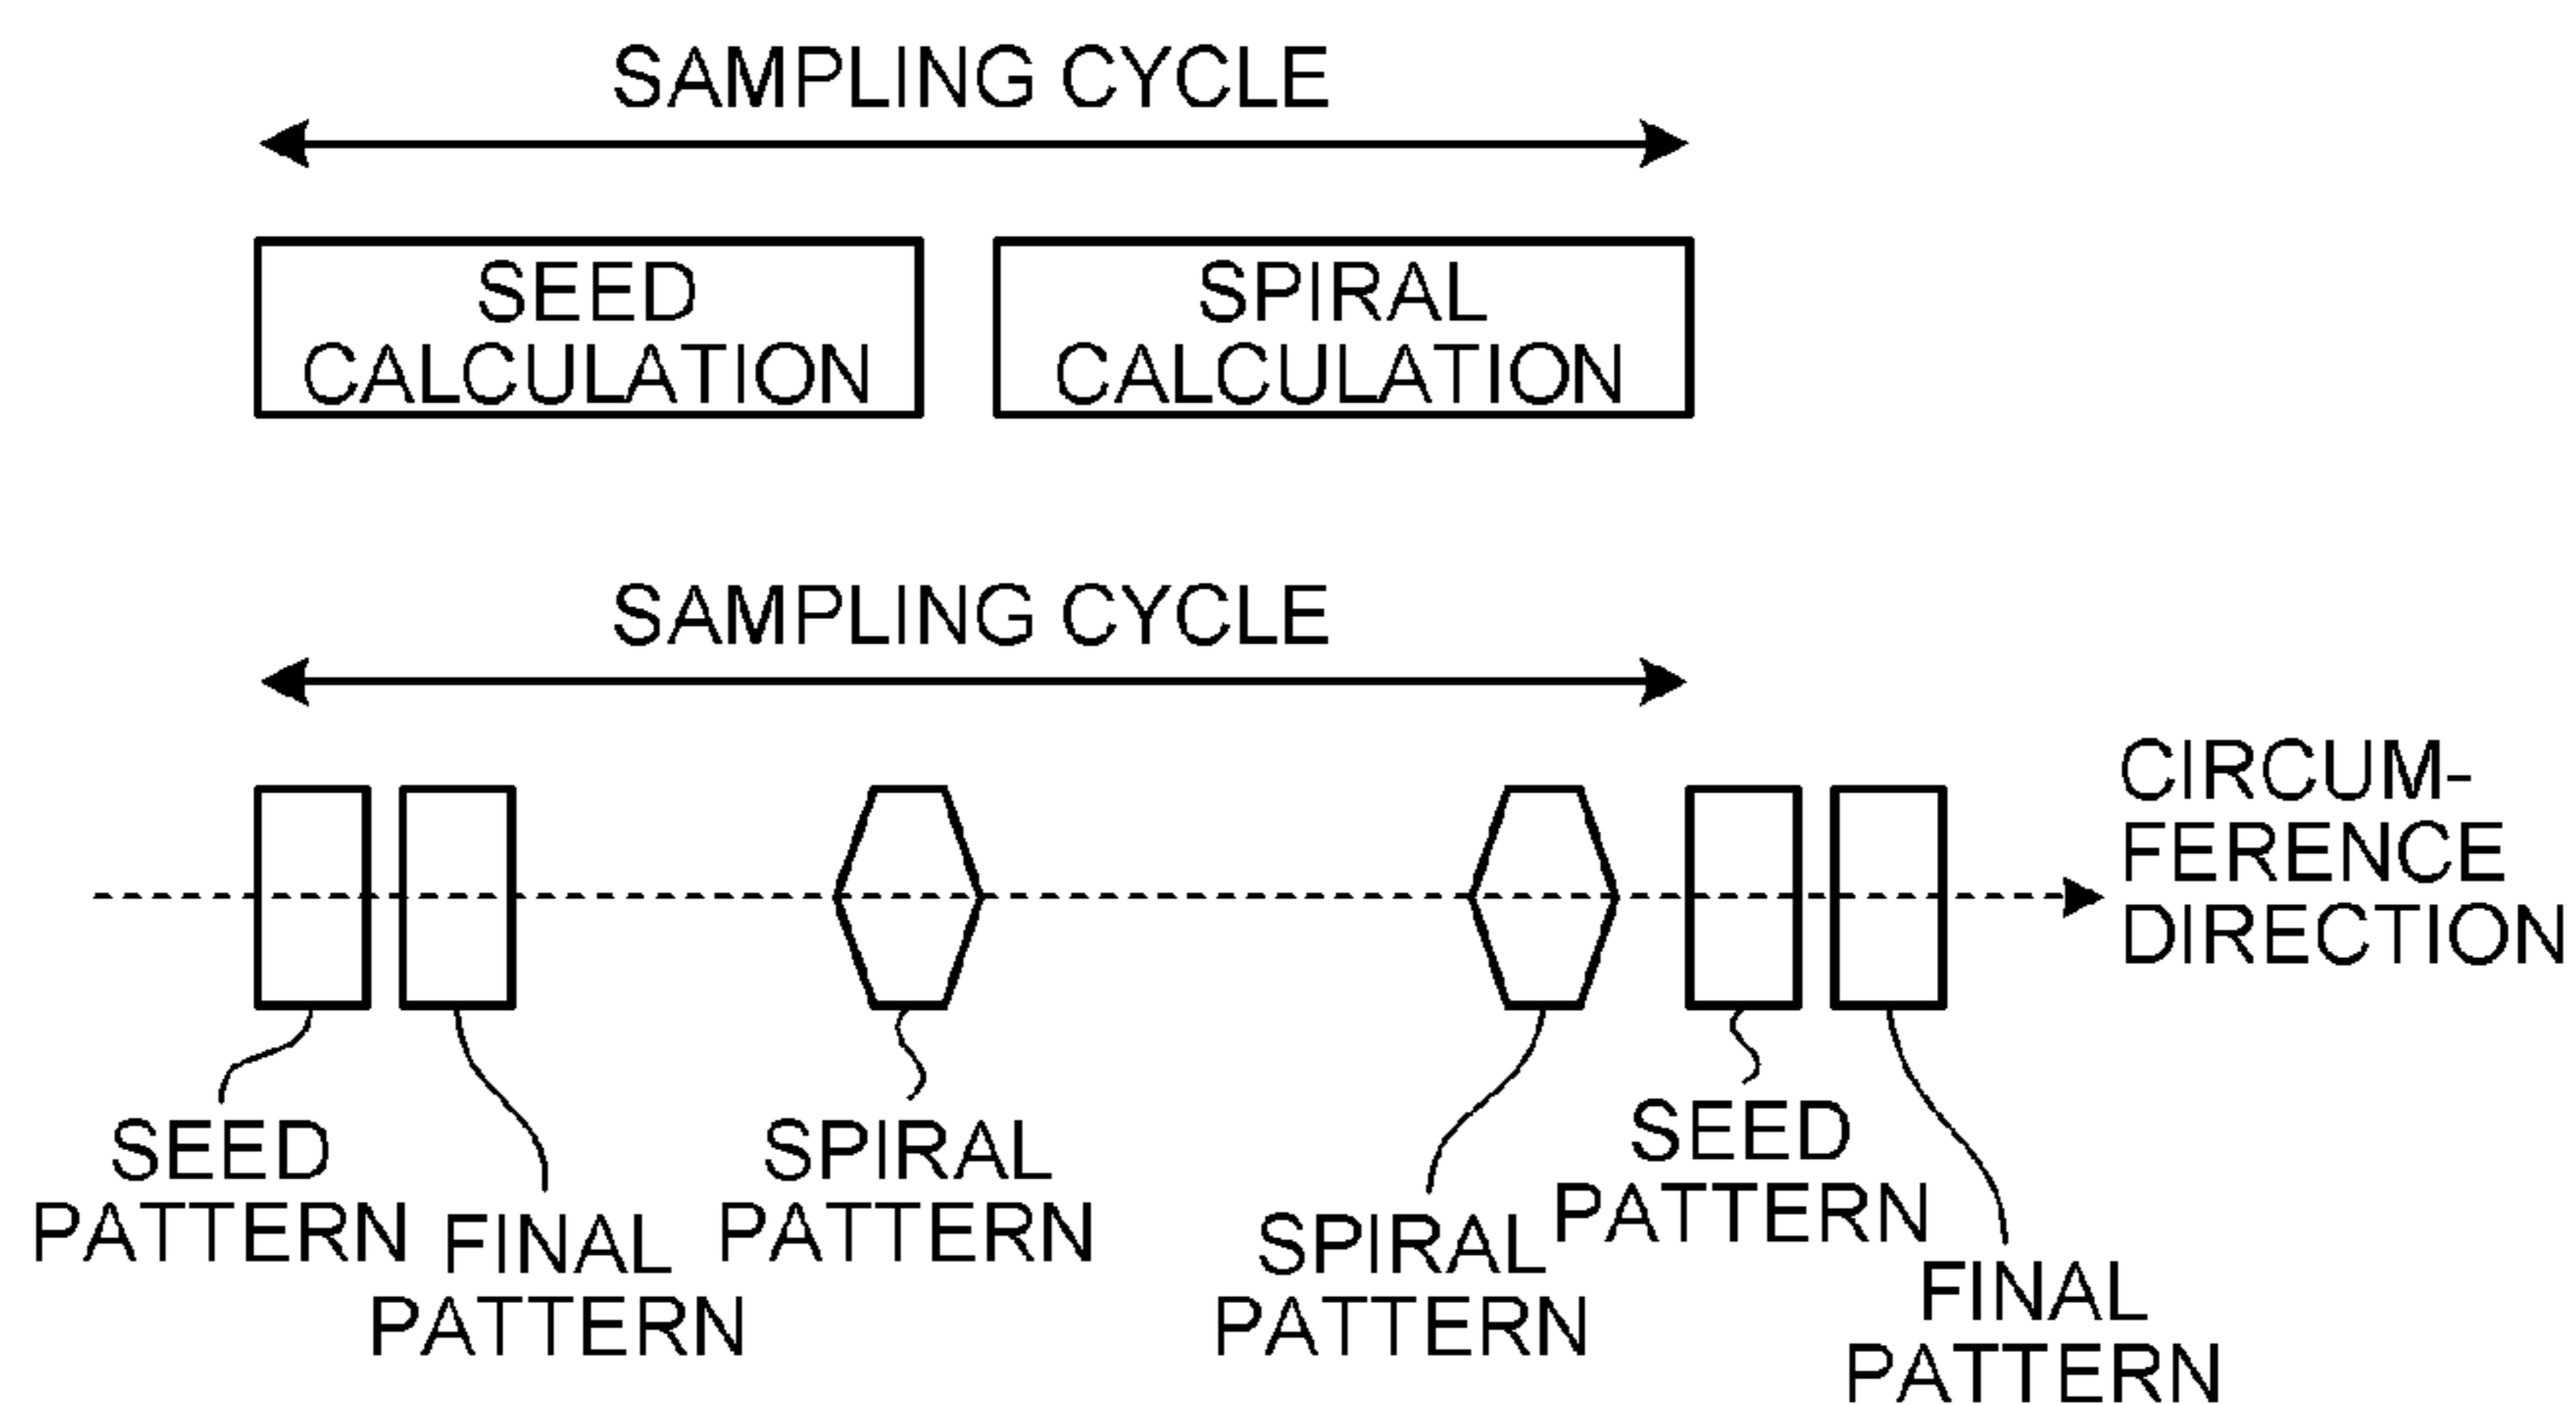 SAMPLING CYCLE
SEED
CALCULATION
SPIRAL
CALCULATION
SAMPLING CYCLE
CIRCUM-
FERENCE
DIRECTION
SEED
PATTERN
FINAL
PATTERN
SPIRAL
PATTERN
SPIRAL
PATTERN
SEED
PATTERN
FINAL
PATTERN